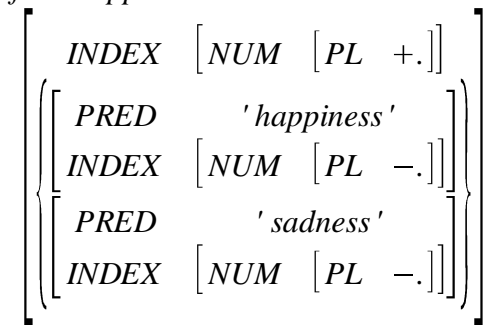 INDEX [NUM [PL +.]]
PRED 'happiness'
INDEX [NUM [PL −.]]
PRED 'sadness'
INDEX [NUM [PL −.]]